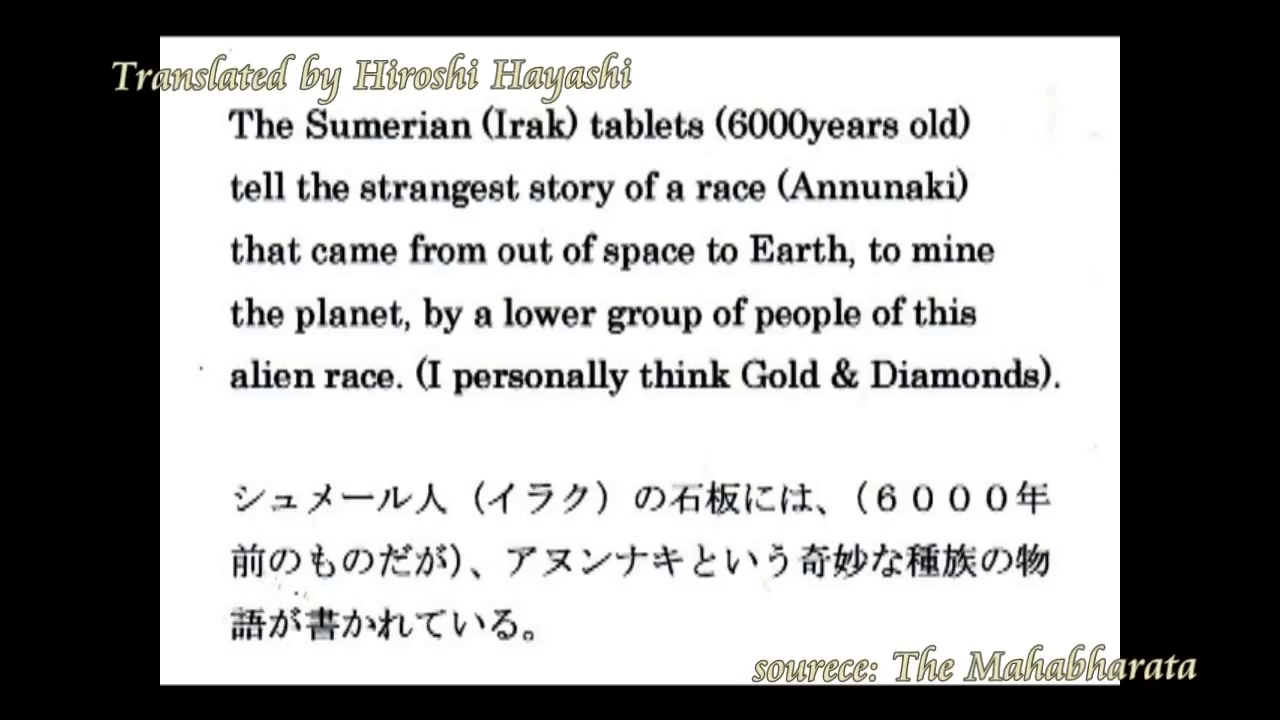 Translated by Hiroshi Hayashi
The Sumerian (Irak) tablets (6000years old)
tell the strangest story of a race (Annunaki)
that came from out of space to Earth, to mine
the planet, by a lower group of people of this
alien race. (I personally think Gold & Diamonds).
シュメール人（イラク）の石板には、（６０００年
前のものだが）、アヌンナキという奇妙な種族の物
語が書かれている。
sourece: The Mahabharata